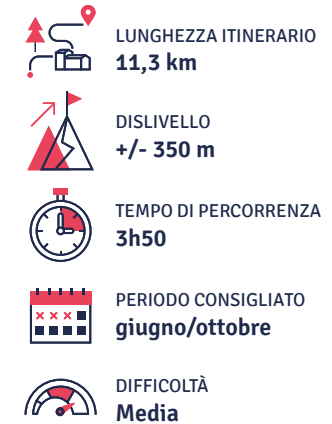 LUNGHEZZA ITINERARIO
11,3 km
DISLIVELLO
+/- 350 m
TEMPO DI PERCORRENZA
3h50
PERIODO CONSIGLIATO
giugno/ottobre
DIFFICOLTÀ
Media